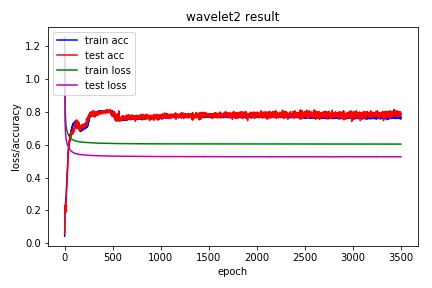 wavelet2 result
train acc
test acc
train loss
test loss
loss/accuracy
1.2
1.0
0.8
0.6
0.4
0.2
0.0
0 500 1000 1500 2000 2500 3000 3500
epoch